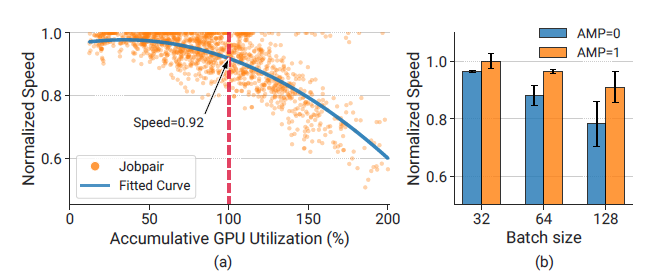 Normalized Speed
1.0
0.8
0.6
Speed=0.92
Jobpair
Fitted Curve
0
50
100
150
200
Accumulative GPU Utilization (%)
(a)
AMP=0
AMP=1
Normalized Speed
1.0
0.8
0.6
32
64
128
Batch size
(b)